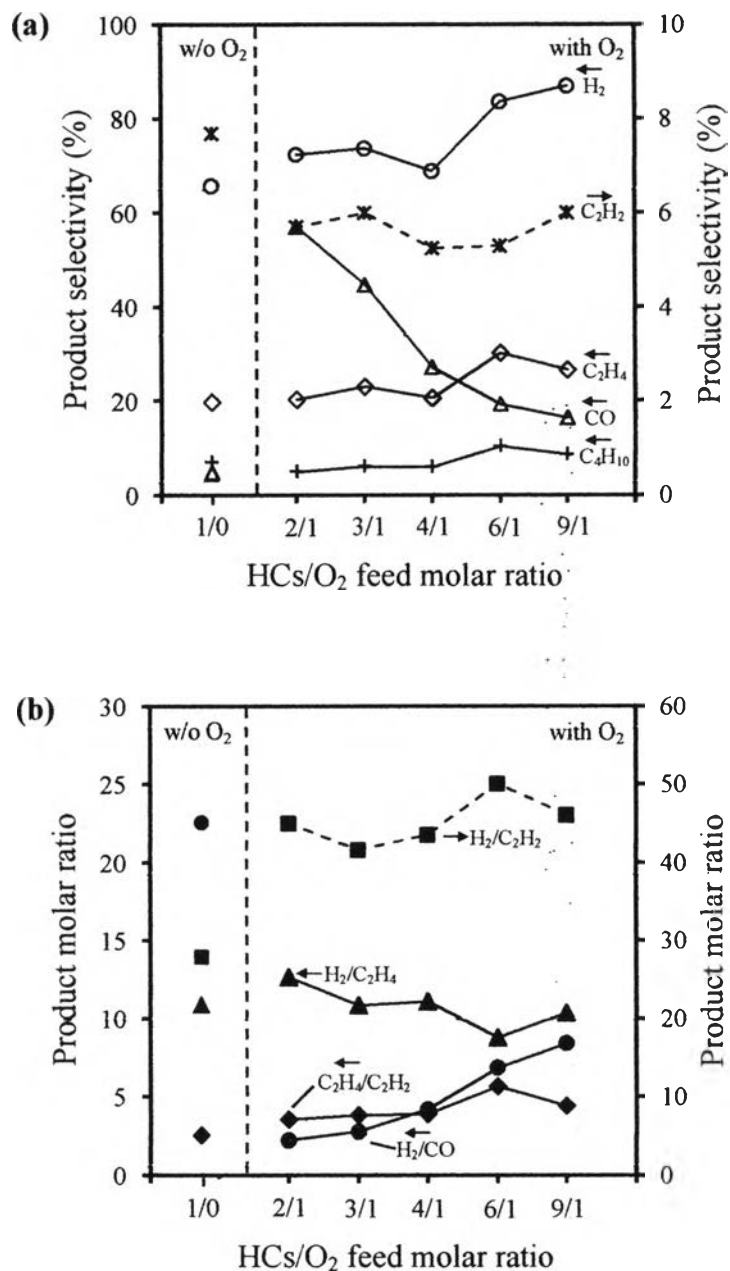 (a)
w/o O₂
with O₂
100
80
60
40
20
0
10
8
6
4
2
0
Product selectivity (%)
Product selectivity (%)
H₂
C₂H₂
C₂H₄
CO
C₄H₁₀
1/0 2/1 3/1 4/1 6/1 9/1
HCs/O₂ feed molar ratio
(b)
w/o O₂
with O₂
30
25
20
15
10
5
0
60
50
40
30
20
10
0
Product molar ratio
Product molar ratio
H₂/C₂H₂
H₂/C₂H₄
C₂H₄/C₂H₂
H₂/CO
1/0 2/1 3/1 4/1 6/1 9/1
HCs/O₂ feed molar ratio